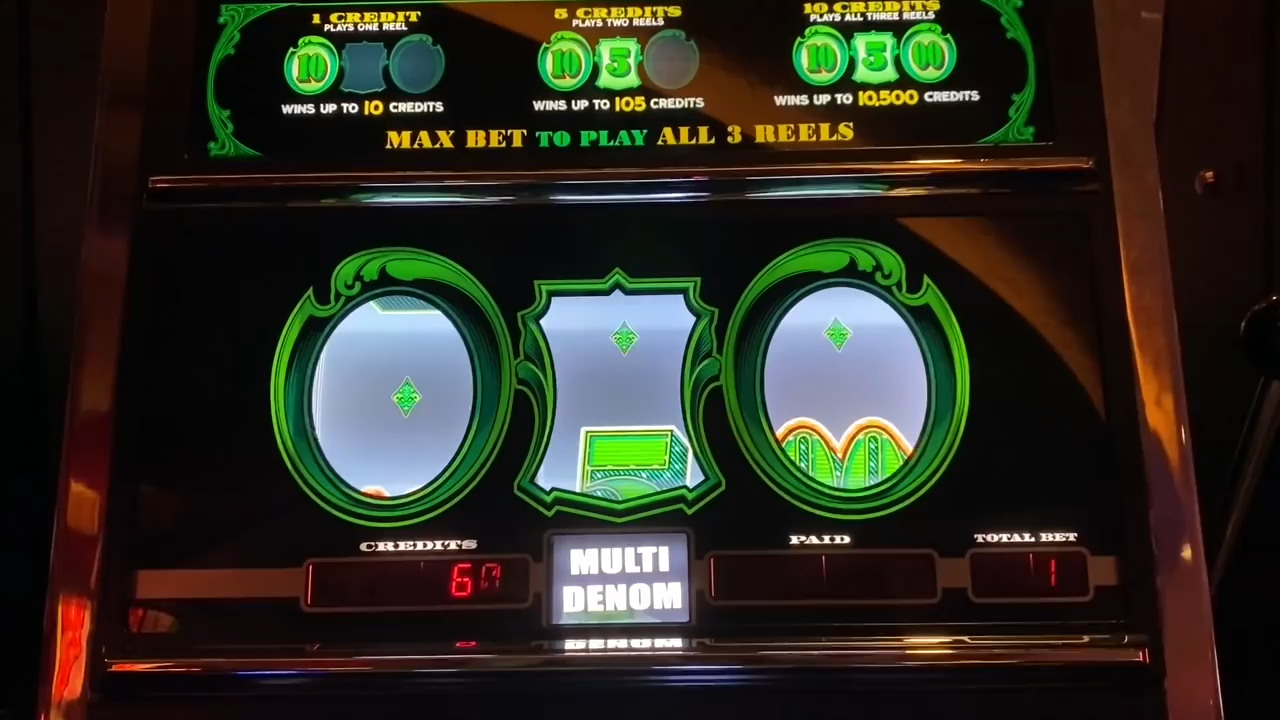 1 CREDIT
PLAYS ONE REEL
10
WINS UP TO 10 CREDITS
5 CREDITS
PLAYS TWO REELS
10 5
WINS UP TO 105 CREDITS
10 CREDITS
PLAYS ALL THREE REELS
10 5 00
WINS UP TO 10,500 CREDITS
MAX BET TO PLAY ALL 3 REELS
CREDITS
6
MULTI
DENOM
PAID
TOTAL BET
1
DENOM